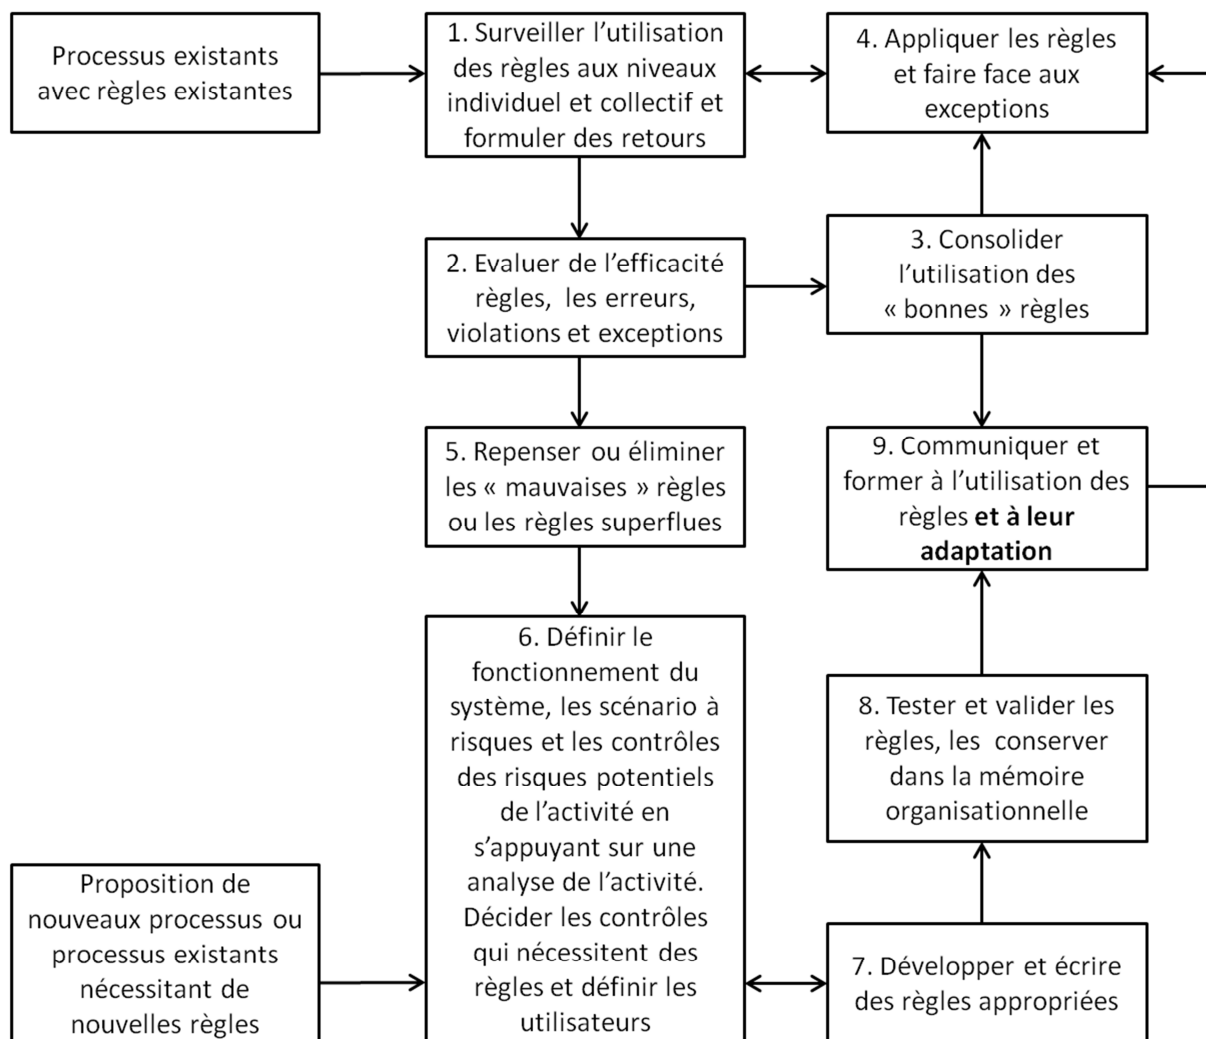 Processus existants
avec règles existantes
1. Surveiller l’utilisation
des règles aux niveaux
individuel et collectif et
formuler des retours
4. Appliquer les règles
et faire face aux
exceptions
2. Evaluer de l’efficacité
règles, les erreurs,
violations et exceptions
3. Consolider
l’utilisation des
« bonnes » règles
5. Repenser ou éliminer
les « mauvaises » règles
ou les règles superflues
9. Communiquer et
former à l’utilisation des
règles et à leur
adaptation
6. Définir le
fonctionnement du
système, les scénario à
risques et les contrôles
des risques potentiels
de l’activité en
s’appuyant sur une
analyse de l’activité.
Décider les contrôles
qui nécessitent des
règles et définir les
utilisateurs
8. Tester et valider les
règles, les conserver
dans la mémoire
organisationnelle
Proposition de
nouveaux processus ou
processus existants
nécessitant de
nouvelles règles
7. Développer et écrire
des règles appropriées